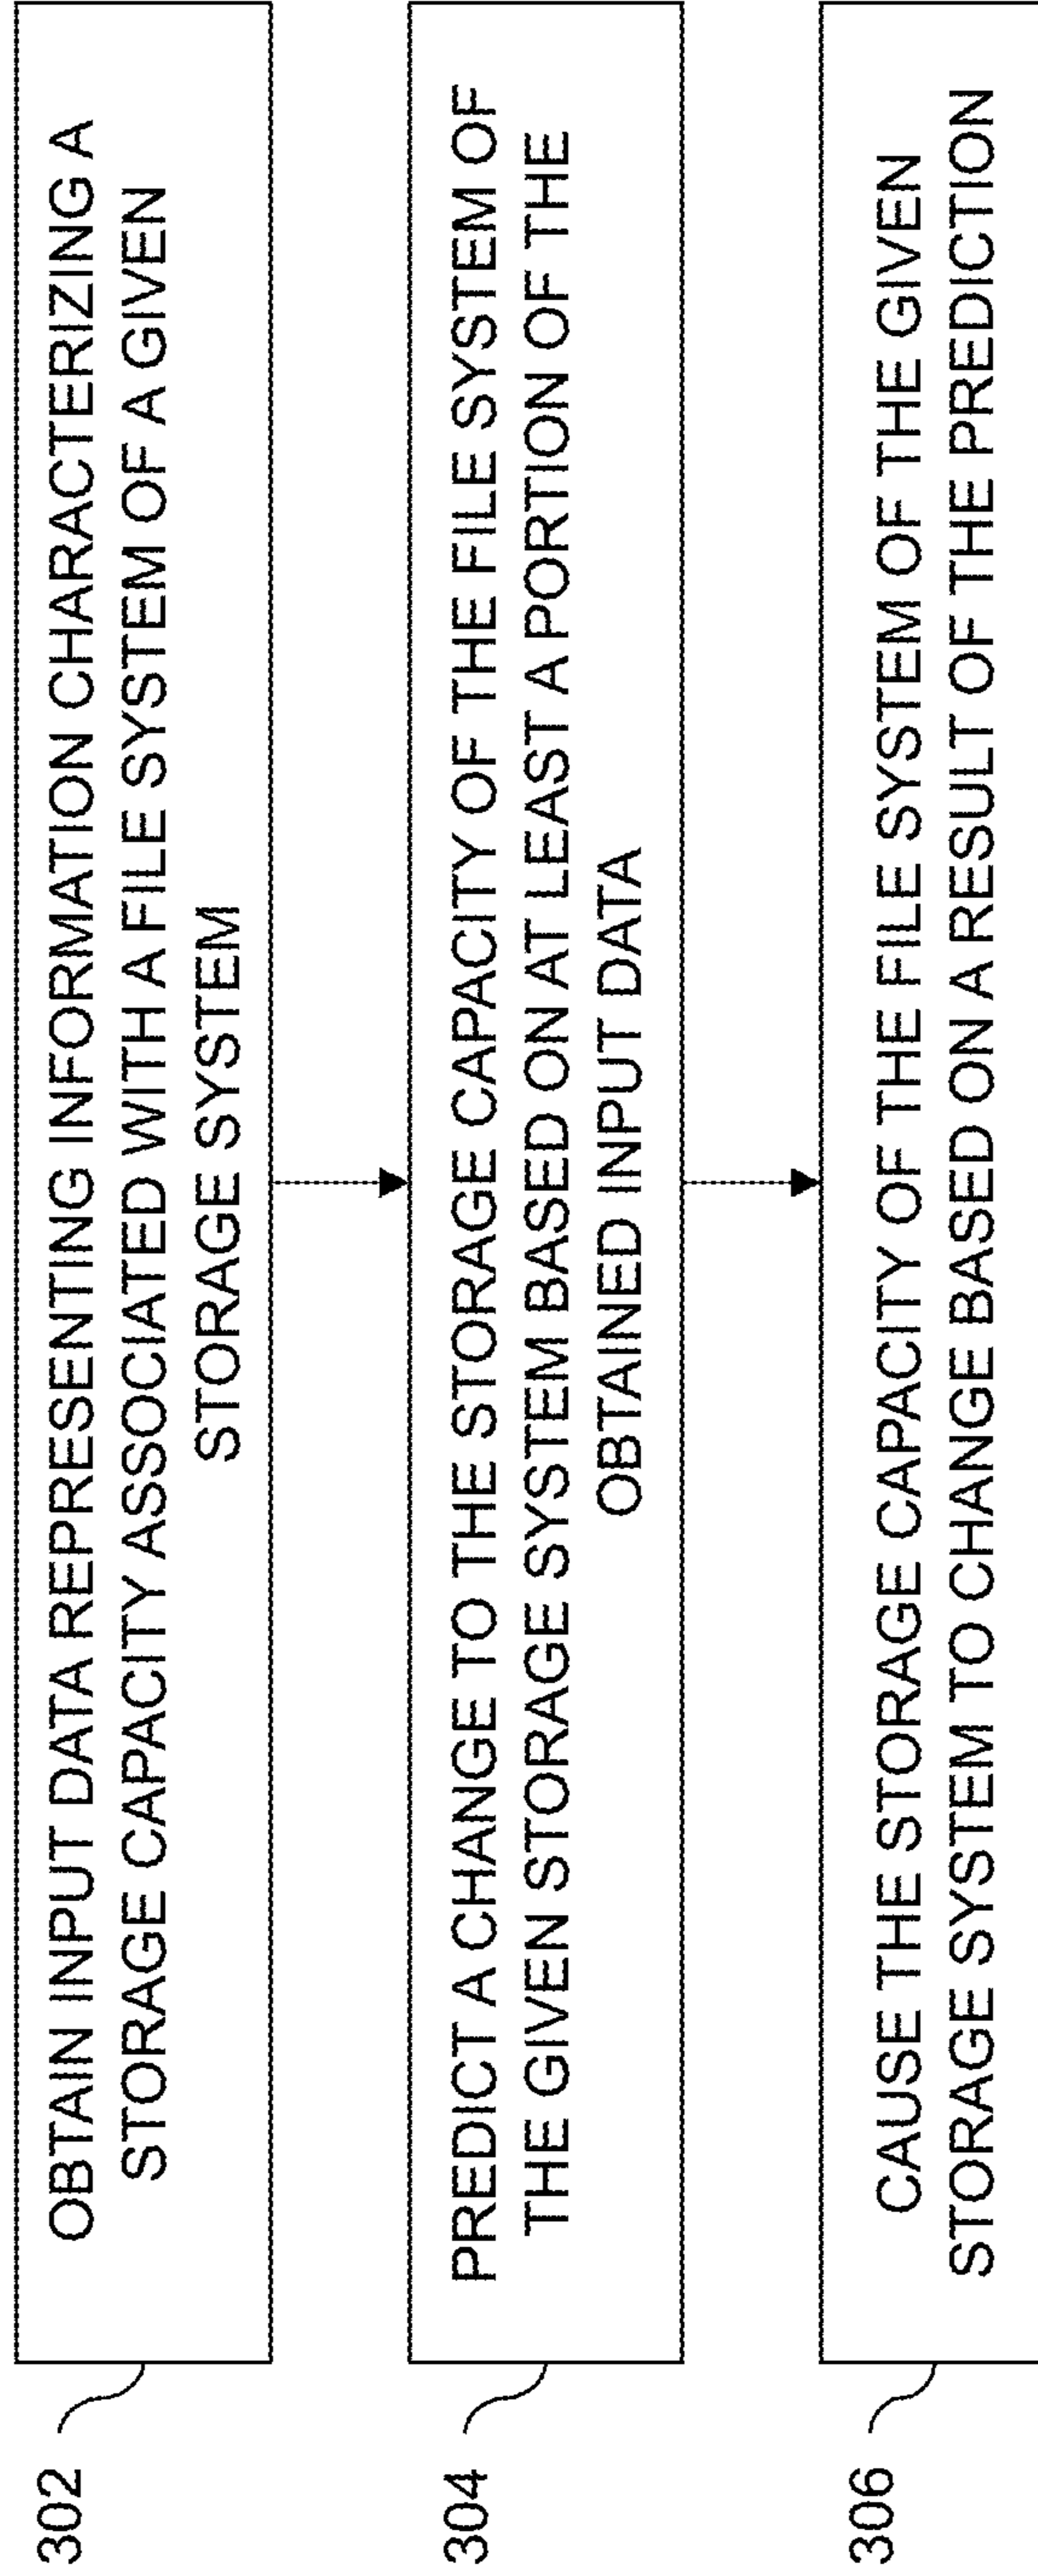 302
OBTAIN INPUT DATA REPRESENTING INFORMATION CHARACTERIZING A
STORAGE CAPACITY ASSOCIATED WITH A FILE SYSTEM OF A GIVEN
STORAGE SYSTEM
304
PREDICT A CHANGE TO THE STORAGE CAPACITY OF THE FILE SYSTEM OF
THE GIVEN STORAGE SYSTEM BASED ON AT LEAST A PORTION OF THE
OBTAINED INPUT DATA
306
CAUSE THE STORAGE CAPACITY OF THE FILE SYSTEM OF THE GIVEN
STORAGE SYSTEM TO CHANGE BASED ON A RESULT OF THE PREDICTION